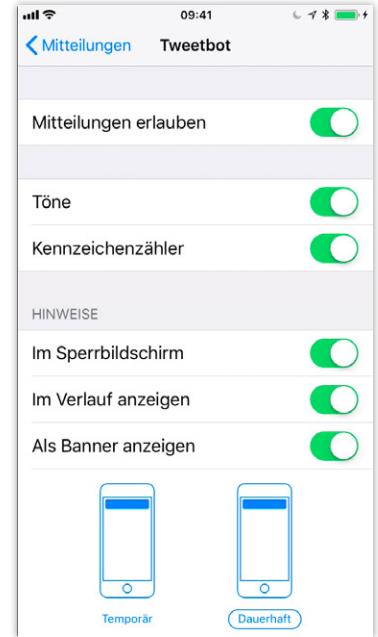 09:41
Mitteilungen Tweetbot
Mitteilungen erlauben
Töne
Kennzeichenzähler
HINWEISE
Im Sperrbildschirm
Im Verlauf anzeigen
Als Banner anzeigen
Temporär Dauerhaft